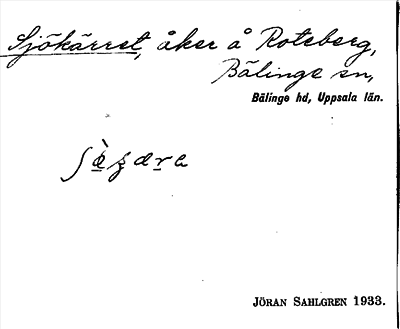 Sjökärret, åker å Roteberg,
Bälinge sn,
Bälinge hd, Uppsala län.
JÖRAN SAHLGREN 1933.